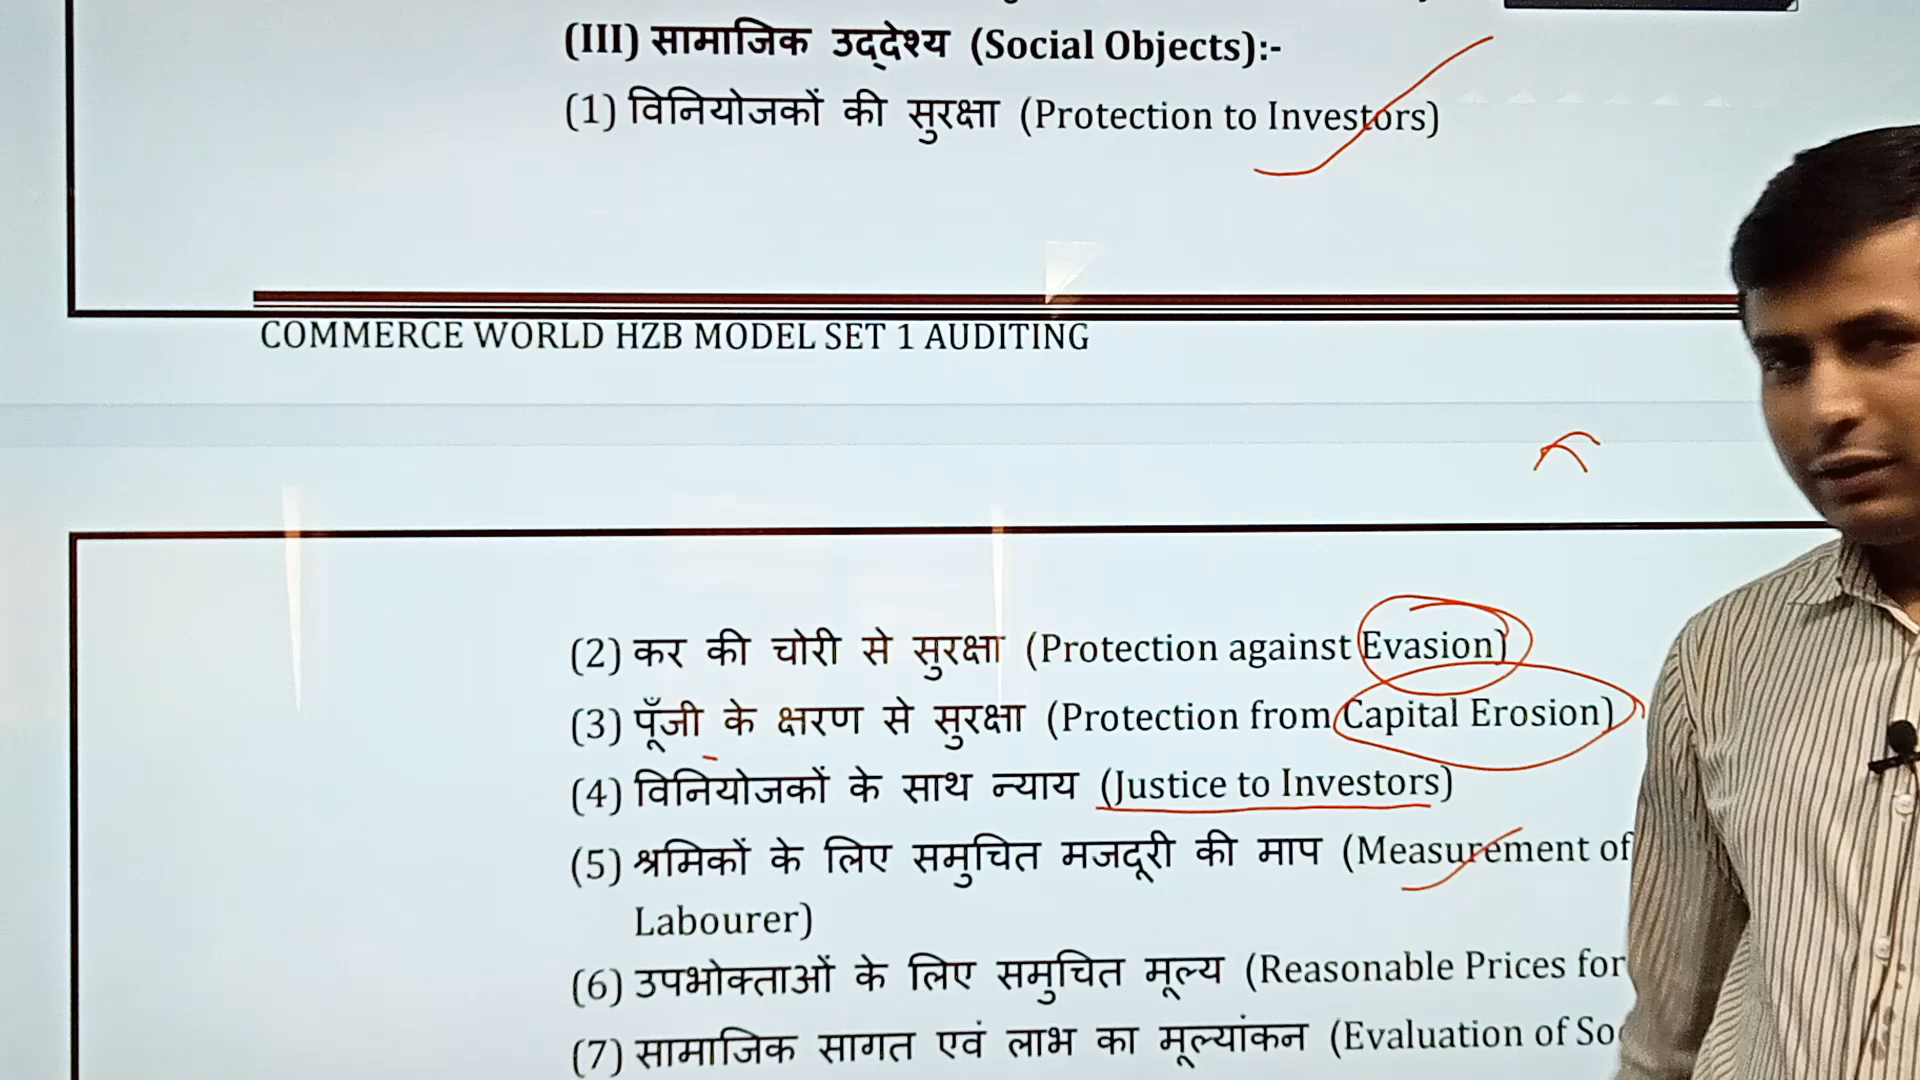 (III) सामाजिक उद्देश्य (Social Objects):-
(1) विनियोजकों की सुरक्षा (Protection to Investors)
COMMERCE WORLD HZB MODEL SET 1 AUDITING
(2) कर की चोरी से सुरक्षा (Protection against Evasion)
(3) पूँजी के क्षरण से सुरक्षा (Protection from Capital Erosion)
(4) विनियोजकों के साथ न्याय (Justice to Investors)
(5) श्रमिकों के लिए समुचित मजदूरी की माप (Measurement of
Labourer)
(6) उपभोक्ताओं के लिए समुचित मूल्य (Reasonable Prices for
(7) सामाजिक सागत एवं लाभ का मूल्यांकन (Evaluation of